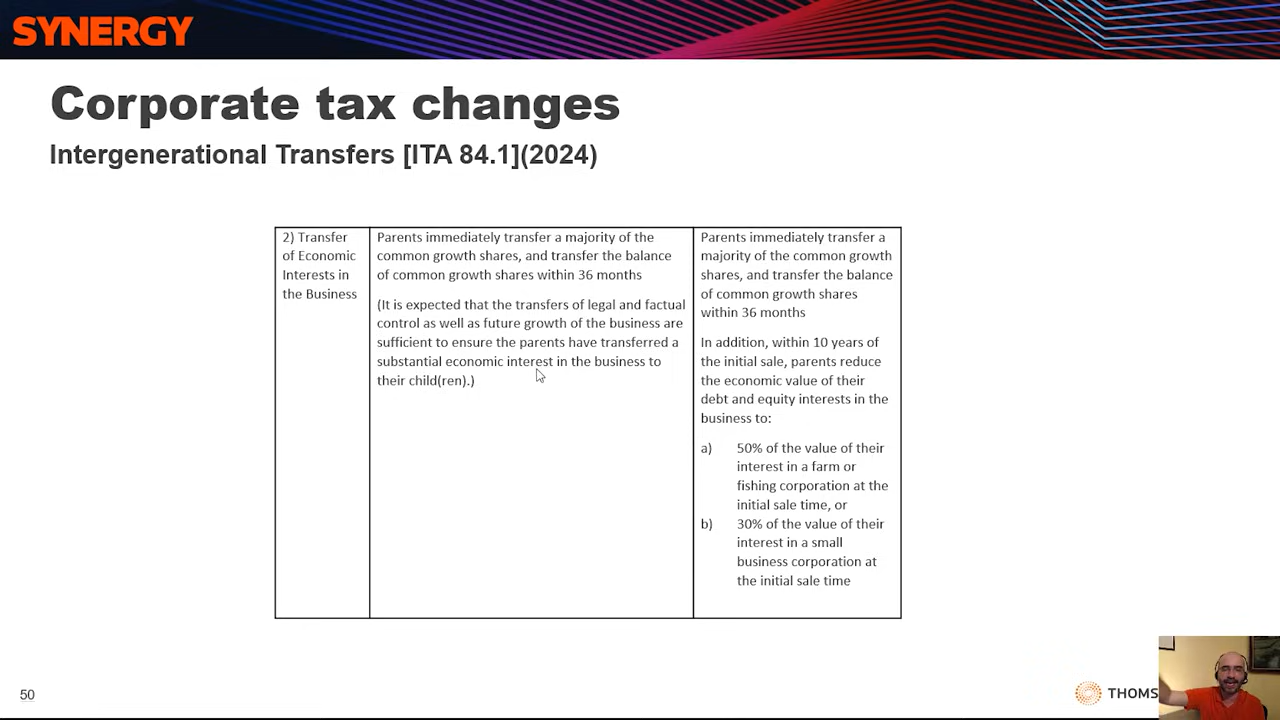 SYNERGY
Corporate tax changes
Intergenerational Transfers [ITA 84.1](2024)
2) Transfer
of Economic
Interests in
the Business
Parents immediately transfer a majority of the
common growth shares, and transfer the balance
of common growth shares within 36 months
(It is expected that the transfers of legal and factual
control as well as future growth of the business are
sufficient to ensure the parents have transferred a
substantial economic interest in the business to
their child(ren).)
Parents immediately transfer a
majority of the common growth
shares, and transfer the balance
of common growth shares
within 36 months
In addition, within 10 years of
the initial sale, parents reduce
the economic value of their
debt and equity interests in the
business to:
a) 50% of the value of their
interest in a farm or
fishing corporation at the
initial sale time, or
b) 30% of the value of their
interest in a small
business corporation at
the initial sale time
50
THOMS